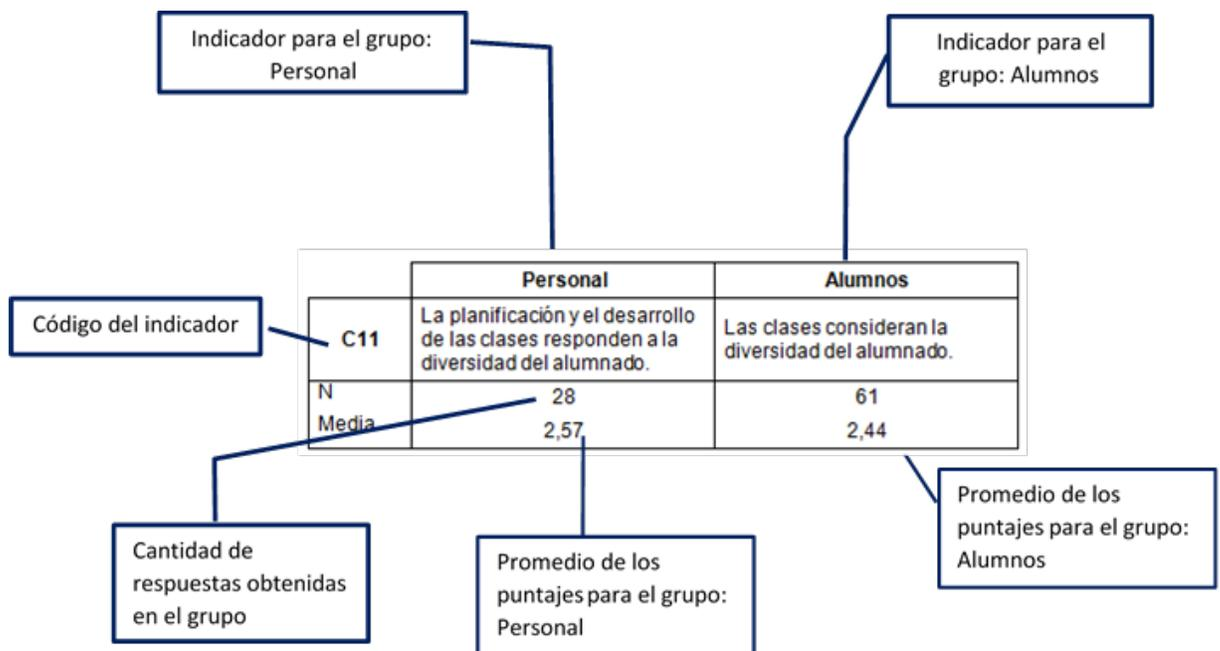 Indicador para el grupo:
Personal
Indicador para el
grupo: Alumnos
Personal
Alumnos
Código del indicador
C11
La planificación y el desarrollo
de las clases responden a la
diversidad del alumnado.
Las clases consideran la
diversidad del alumnado.
N
28
61
Media
2,57
2,44
Cantidad de
respuestas obtenidas
en el grupo
Promedio de los
puntajes para el grupo:
Personal
Promedio de los
puntajes para el grupo:
Alumnos